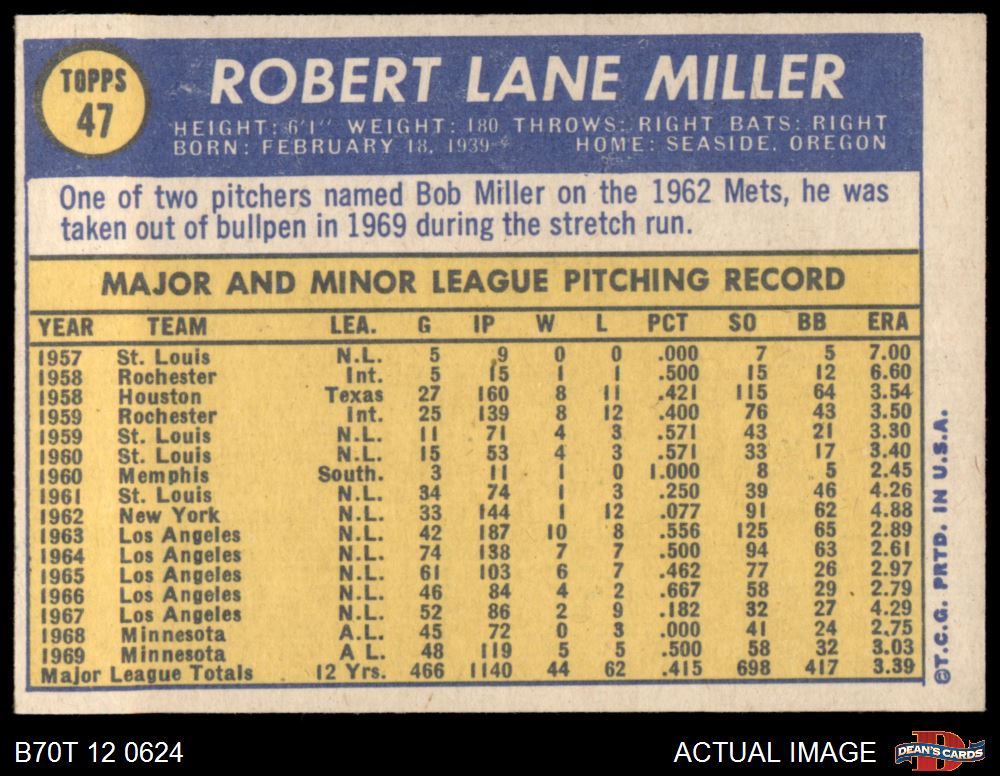 TOPPS
47
ROBERT LANE MILLER
HEIGHT: 6'1" WEIGHT: 180 THROWS: RIGHT BATS: RIGHT
BORN: FEBRUARY 18, 1939 HOME: SEASIDE, OREGON
One of two pitchers named Bob Miller on the 1962 Mets, he was
taken out of bullpen in 1969 during the stretch run.
MAJOR AND MINOR LEAGUE PITCHING RECORD
YEAR TEAM LEA. G IP W L PCT SO BB ERA
1957 St. Louis N.L. 5 9 0 0 .000 7 5 7.00
1958 Rochester Int. 5 15 1 1 .500 15 12 6.60
1958 Houston Texas 27 160 8 11 .421 115 64 3.54
1959 Rochester Int. 25 139 8 12 .400 76 43 3.50
1959 St. Louis N.L. 11 71 4 3 .571 43 21 3.30
1960 St. Louis N.L. 15 53 4 3 .571 33 17 3.40
1960 Memphis South. 3 11 1 0 1.000 8 5 2.45
1961 St. Louis N.L. 34 74 1 3 .250 39 46 4.26
1962 New York N.L. 33 144 1 12 .077 91 62 4.88
1963 Los Angeles N.L. 42 187 10 8 .556 125 65 2.89
1964 Los Angeles N.L. 74 138 7 7 .500 94 63 2.61
1965 Los Angeles N.L. 61 103 6 7 .462 77 26 2.97
1966 Los Angeles N.L. 46 84 4 2 .667 58 29 2.79
1967 Los Angeles N.L. 52 86 2 9 .182 32 27 4.29
1968 Minnesota A.L. 45 72 0 3 .000 41 24 2.75
1969 Minnesota A L. 48 119 5 5 .500 58 32 3.03
Major League Totals 12 Yrs. 466 1140 44 62 .415 698 417 3.39
©T.C.G. PRTD. IN U.S.A.
B70T 12 0624
ACTUAL IMAGE
D
DEAN'S CARDS